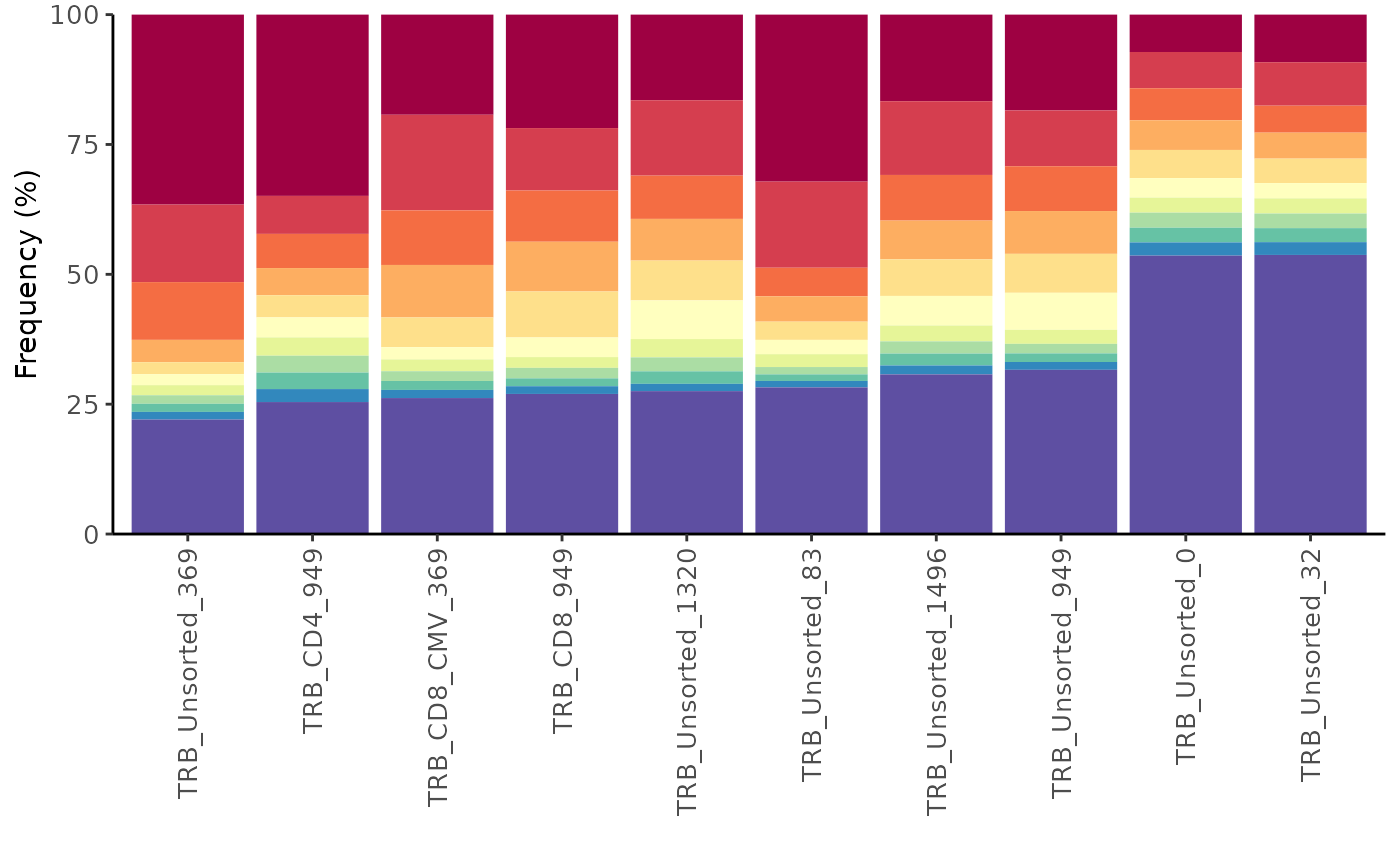 Frequency (%)
100
75
50
25
0
TRB_Unsorted_369
TRB_CD4_949
TRB_CD8_CMV_369
TRB_CD8_949
TRB_Unsorted_1320
TRB_Unsorted_83
TRB_Unsorted_1496
TRB_Unsorted_949
TRB_Unsorted_0
TRB_Unsorted_32